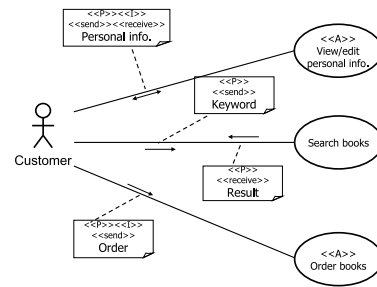 <<P>><<I>>
<<send>><<receive>>
Personal info.
<<A>>
View/edit
personal info.
<<P>>
<<send>>
Keyword
Customer
Search books
<<P>>
<<receive>>
Result
<<P>><<I>>
<<send>>
Order
<<A>>
Order books